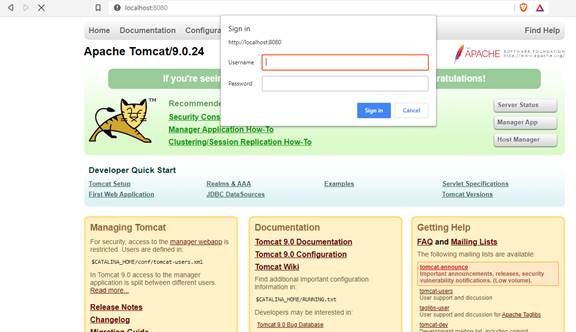 localhost:8080
Home Documentation Configura
Find Help
Sign in
http://localhost:8080
Username
Password
Sign in
Cancel
Apache Tomcat/9.0.24
APACHE
SOFTWARE FOUNDATION
http://www.apache.org/
If you're seein
ratulations!
TM
Recommende
Security Cons
Manager Application How-To
Clustering/Session Replication How-To
Server Status
Manager App
Host Manager
Developer Quick Start
Tomcat Setup
First Web Application
Realms & AAA
JDBC DataSources
Examples
Servlet Specifications
Tomcat Versions
Managing Tomcat
For security, access to the manager webapp is
restricted. Users are defined in:
$CATALINA_HOME/conf/tomcat-users.xml
In Tomcat 9.0 access to the manager
application is split between different users.
Read more...
Release Notes
Changelog
Migration Guide
Documentation
Tomcat 9.0 Documentation
Tomcat 9.0 Configuration
Tomcat Wiki
Find additional important configuration
information in:
$CATALINA_HOME/RUNNING.txt
Developers may be interested in:
Tomcat 9.0 Bug Database
Getting Help
FAQ and Mailing Lists
The following mailing lists are available:
tomcat-announce
Important announcements, releases, security
vulnerability notifications. (Low volume).
tomcat-users
User support and discussion
taglibs-user
User support and discussion for Apache Taglibs
tomcat-dev
Development mailing list, including commit